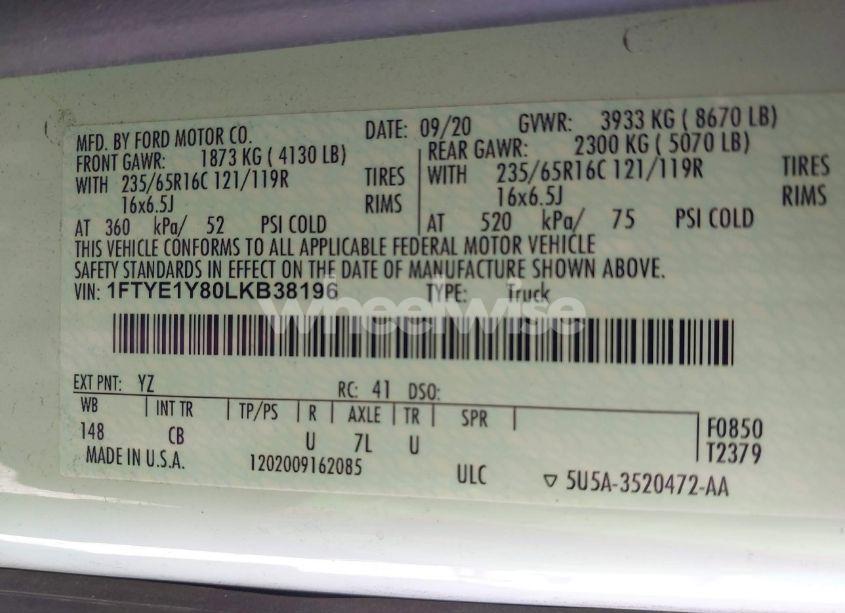 MFD. BY FORD MOTOR CO. DATE: 09/20 GVWR: 3933 KG ( 8670 LB)
FRONT GAWR: 1873 KG ( 4130 LB) REAR GAWR: 2300 KG ( 5070 LB)
WITH 235/65R16C 121/119R TIRES WITH 235/65R16C 121/119R TIRES
16x6.5J RIMS 16x6.5J RIMS
AT 360 kPa/ 52 PSI COLD AT 520 kPa/ 75 PSI COLD
THIS VEHICLE CONFORMS TO ALL APPLICABLE FEDERAL MOTOR VEHICLE
SAFETY STANDARDS IN EFFECT ON THE DATE OF MANUFACTURE SHOWN ABOVE.
VIN: 1FTYE1Y80LKB38196 TYPE: Truck
Wheelwise
EXT PNT: YZ RC: 41 DSO:
WB INT TR TP/PS R AXLE TR SPR F0850
148 CB U 7L U T2379
MADE IN U.S.A. 1202009162085 ULC 5U5A-3520472-AA